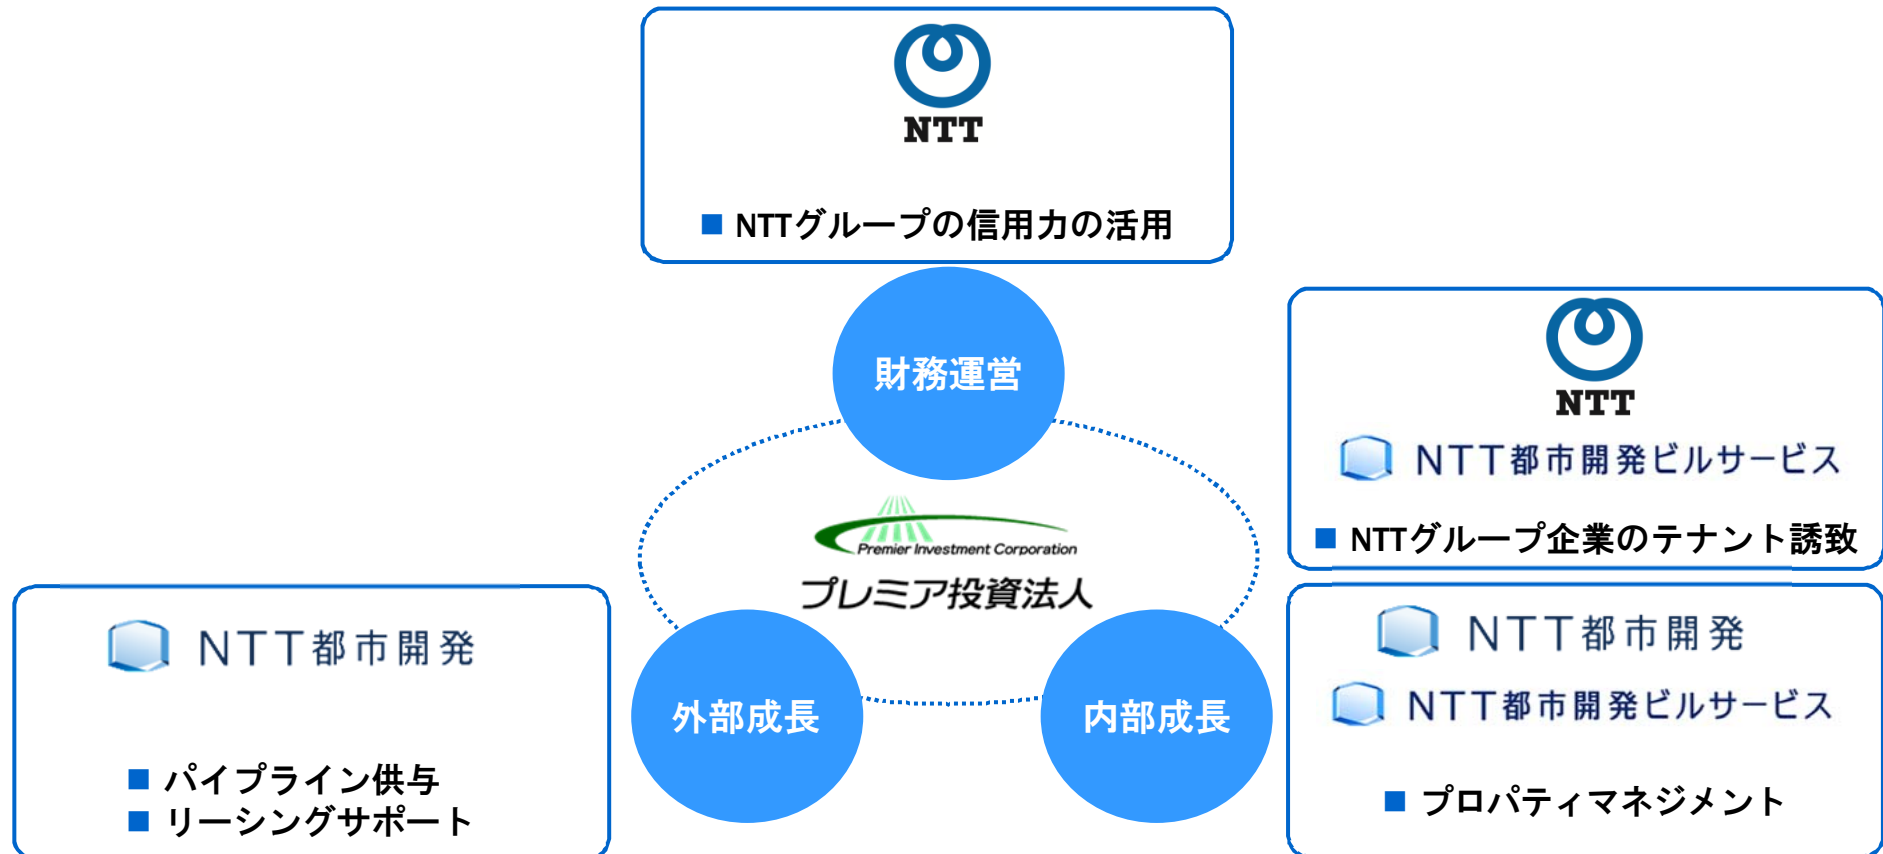 NTT
NTTグループの信用力の活用
財務運営
NTT
NTT都市開発ビルサービス
NTTグループ企業のテナント誘致
Premier Investment Corporation
プレミア投資法人
NTT都市開発
パイプライン供与
リーシングサポート
外部成長
内部成長
NTT都市開発
NTT都市開発ビルサービス
プロパティマネジメント